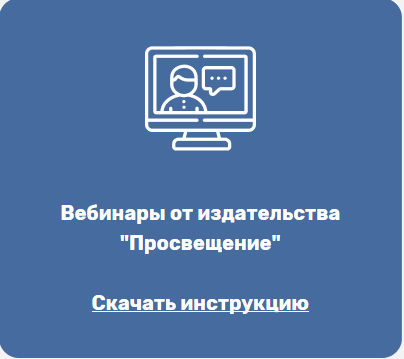 Вебинары от издательства
"Просвещение"
Скачать инструкцию